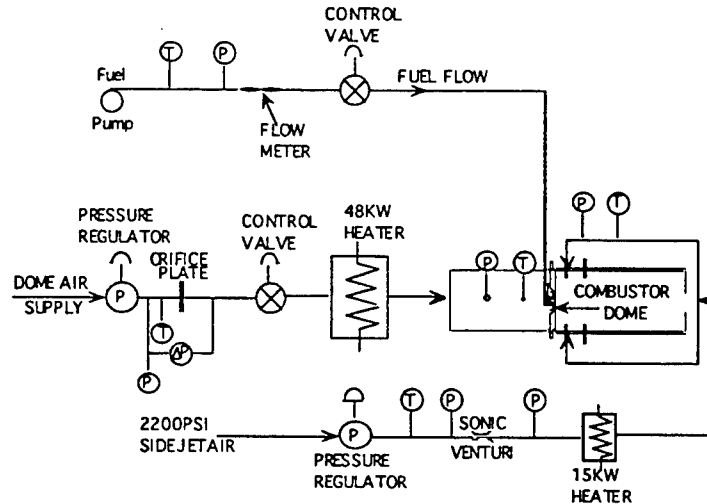 CONTROL
VALVE
T
P
Fuel
Pump
FUEL FLOW
FLOW
METER
P
T
PRESSURE
REGULATOR
ORIFICE
PLATE
CONTROL
VALVE
48KW
HEATER
P
T
DOME AIR
SUPPLY
P
COMBUSTOR
DOME
T
ΔP
P
2200PSI
SIDEJETAIR
P
T
P
P
SONIC
VENTURI
PRESSURE
REGULATOR
15KW
HEATER